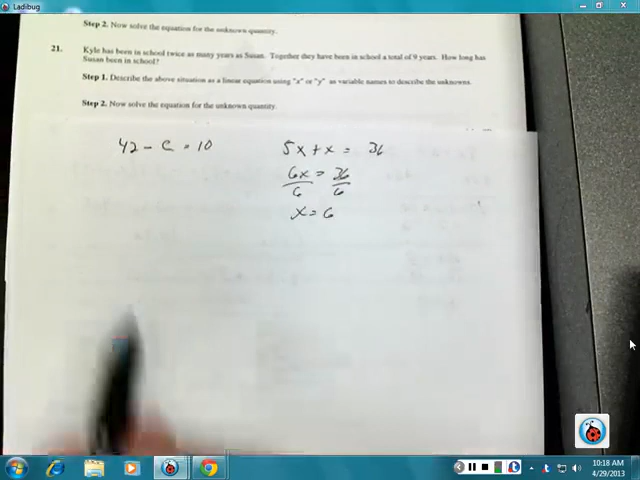 Ladibug
Step 2. Now solve the equation for the unknown quantity.
21. Kyle has been in school twice as many years as Susan. Together they have been in school a total of 9 years. How long has
Susan been in school?
Step 1. Describe the above situation as a linear equation using "x" or "y" as variable names to describe the unknowns.
Step 2. Now solve the equation for the unknown quantity.
42 - C = 10
5x + x = 36
6x = 36
6 6
x = 6
10:18 AM
4/29/2013